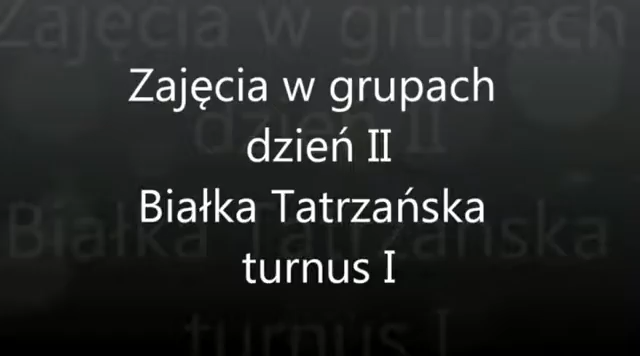 Zajęcia w grupach
dzień II
Białka Tatrzańska
turnus I